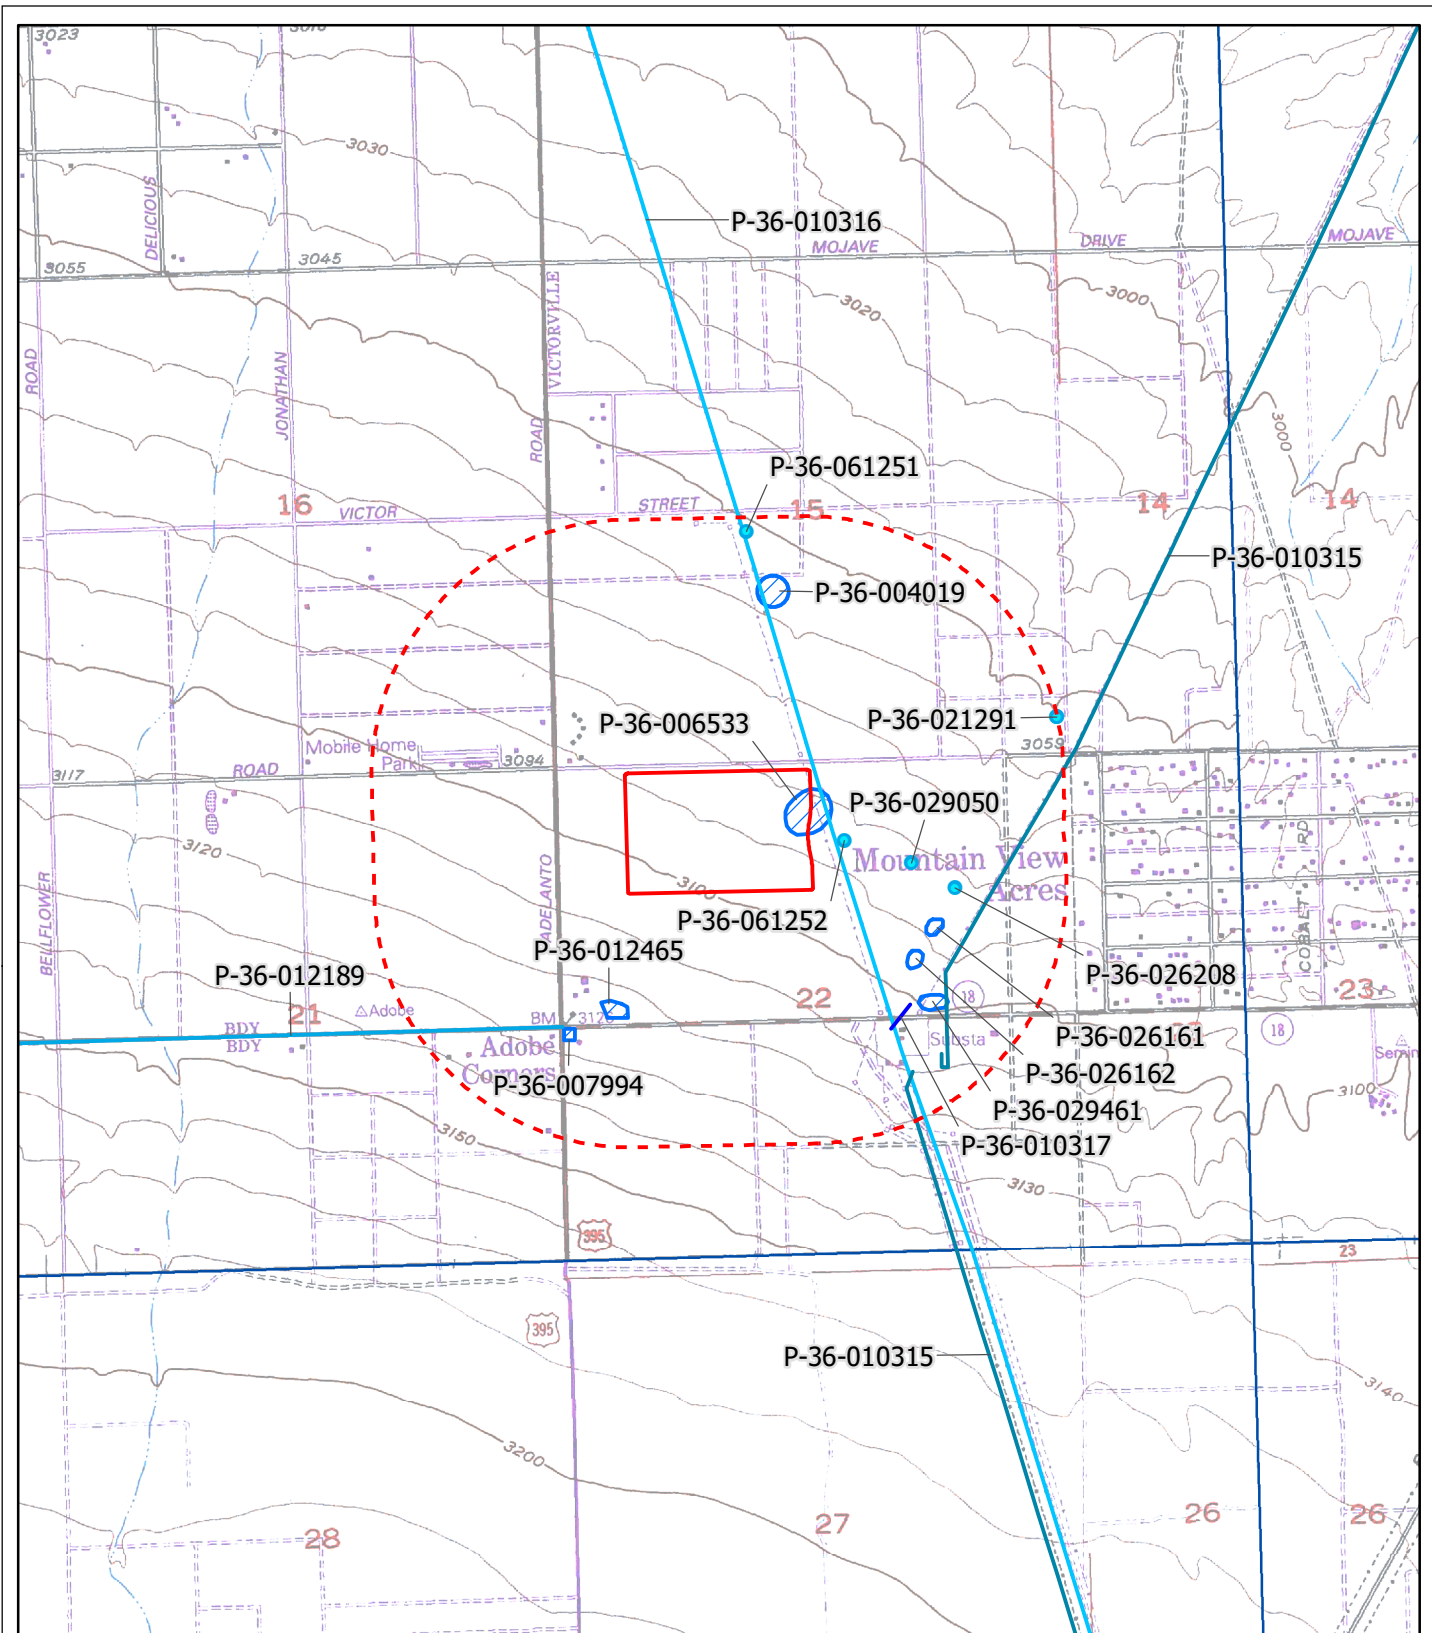 3023
3030
DELICIOUS
P-36-010316
MOJAVE
DRIVE
MOJAVE
3055
3045
VICTORVILLE
3020
3000
ROAD
JONATHAN
ROAD
3000
P-36-061251
16
VICTOR
STREET
15
14
14
P-36-010315
P-36-004019
P-36-006533
P-36-021291
3059
Mobile Home
Park
3094
3117
ROAD
P-36-029050
3120
Mountain View
Acres
3100
COBALT
RD
BELLFLOWER
ADELANTO
P-36-061252
P-36-012465
P-36-012189
P-36-026208
21
Adobe
22
18
23
BM
BDY
BDY
18
Adobe
Corners
Substa
P-36-026161
P-36-007994
P-36-026162
3100
P-36-029461
3150
P-36-010317
3130
395
23
395
P-36-010315
3140
3200
28
27
26
26